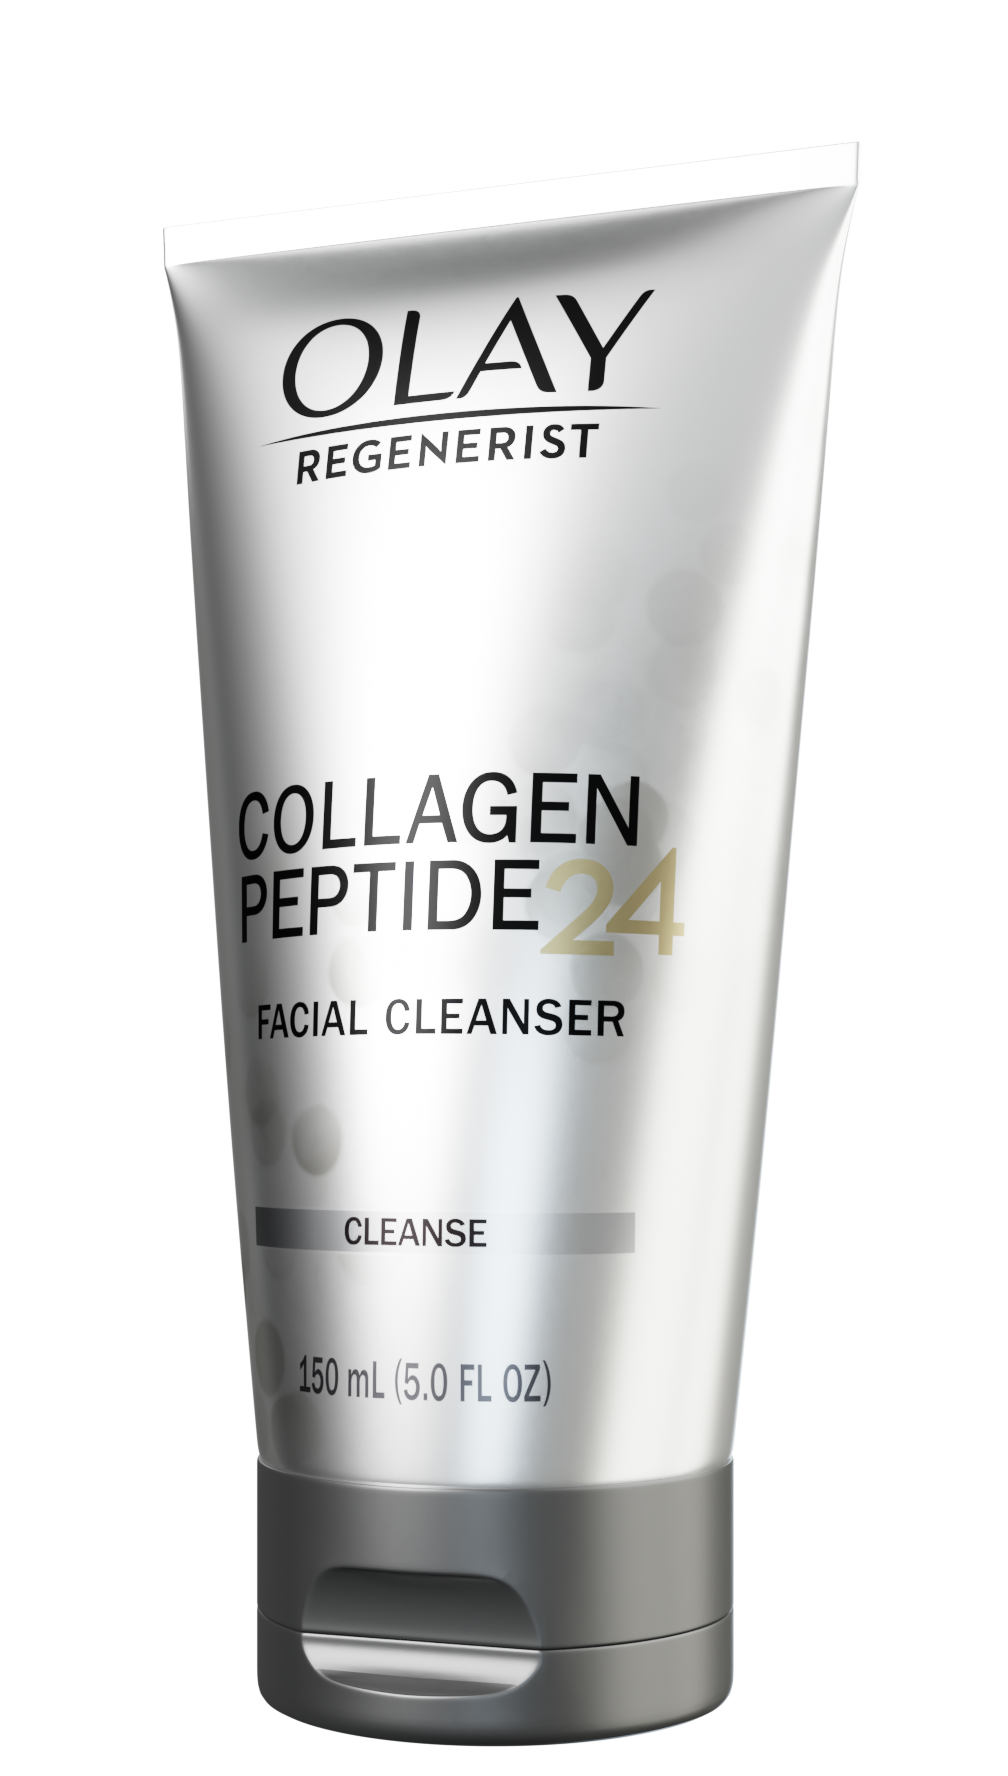 OLAY
REGENERIST
COLLAGEN
PEPTIDE24
FACIAL CLEANSER
CLEANSE
150 mL (5.0 FL OZ)